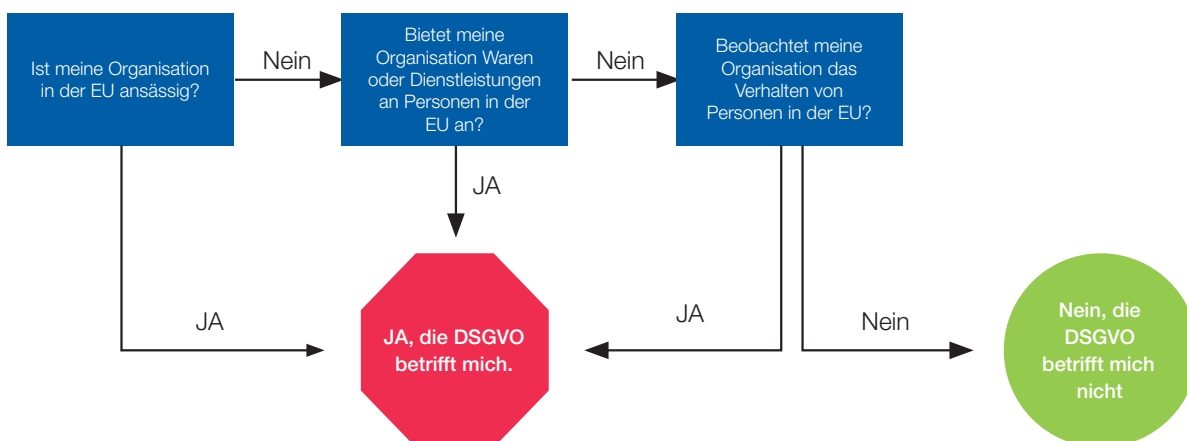 Ist meine Organisation
in der EU ansässig?
Nein
Bietet meine
Organisation Waren
oder Dienstleistungen
an Personen in der
EU an?
Nein
Beobachtet meine
Organisation das
Verhalten von
Personen in der EU?
JA
JA
JA, die DSGVO
betrifft mich.
JA
Nein
Nein, die
DSGVO
betrifft mich
nicht